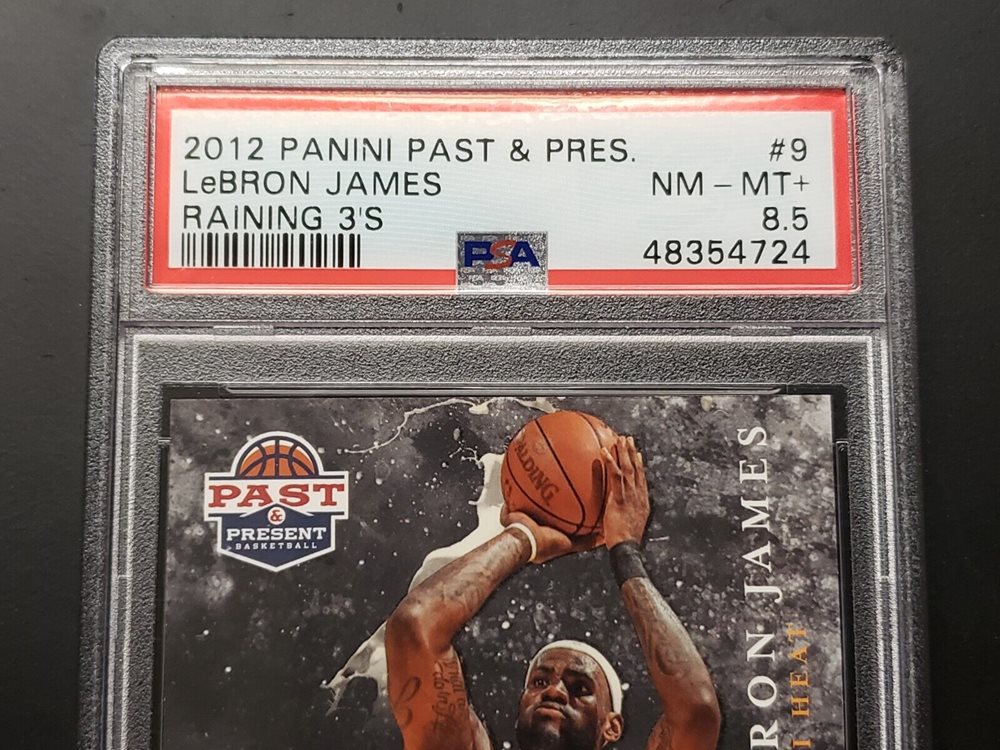 2012 PANINI PAST & PRES. #9
LeBRON JAMES NM - MT+
RAINING 3'S 8.5
PSA 48354724
PAST
&
PRESENT
BASKETBALL
ALDING
RON JAMES
I HEAT